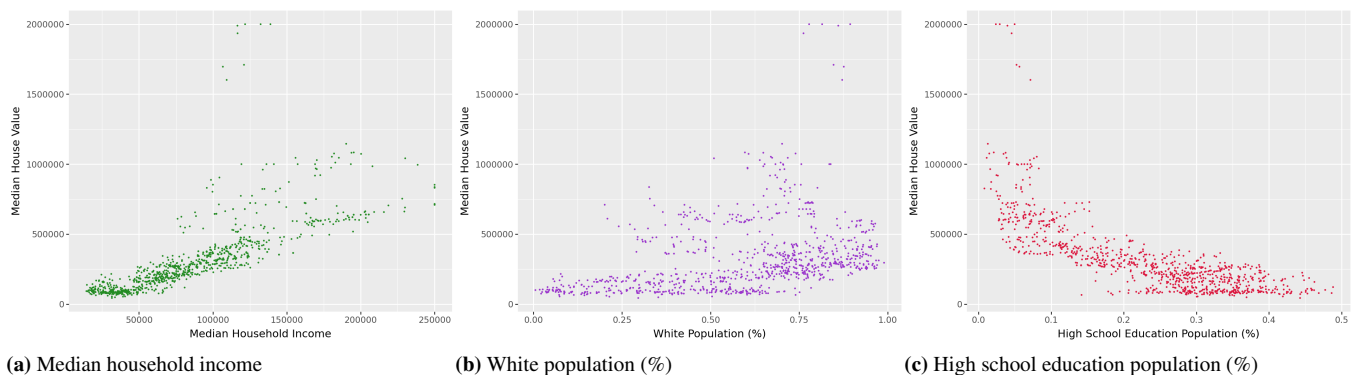 2000000
1500000
1000000
500000
0
Median House Value
50000 100000 150000 200000 250000
Median Household Income
(a) Median household income
2000000
1500000
1000000
500000
0
Median House Value
0.00 0.25 0.50 0.75 1.00
White Population (%)
(b) White population (%)
2000000
1500000
1000000
500000
0
Median House Value
0.0 0.1 0.2 0.3 0.4 0.5
High School Education Population (%)
(c) High school education population (%)